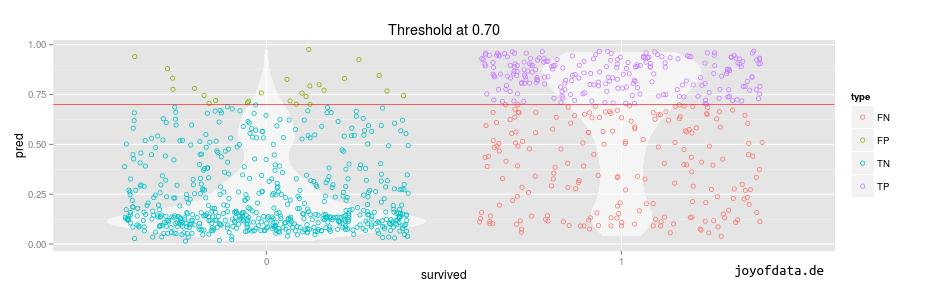 Threshold at 0.70
1.00
0.75
0.50
0.25
0.00
pred
0
1
survived
type
FN
FP
TN
TP
joyofdata.de